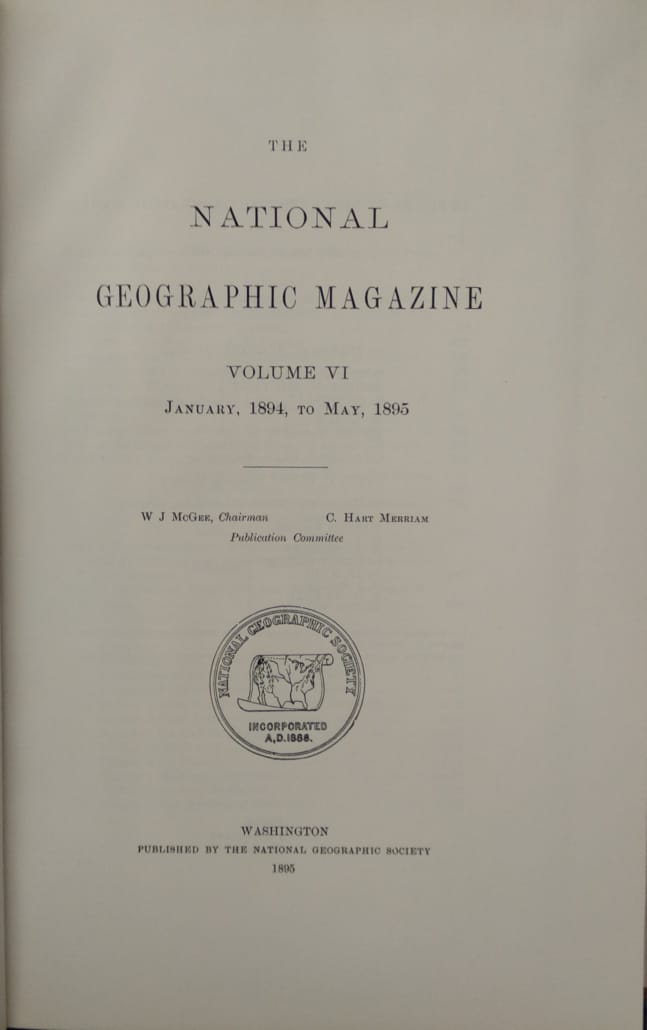 THE
NATIONAL
GEOGRAPHIC MAGAZINE
VOLUME VI
JANUARY, 1894, TO MAY, 1895
W J MCGEE, Chairman C. HART MERRIAM
Publication Committee
NATIONAL GEOGRAPHIC SOCIETY
INCORPORATED
A,D.1888.
WASHINGTON
PUBLISHED BY THE NATIONAL GEOGRAPHIC SOCIETY
1895